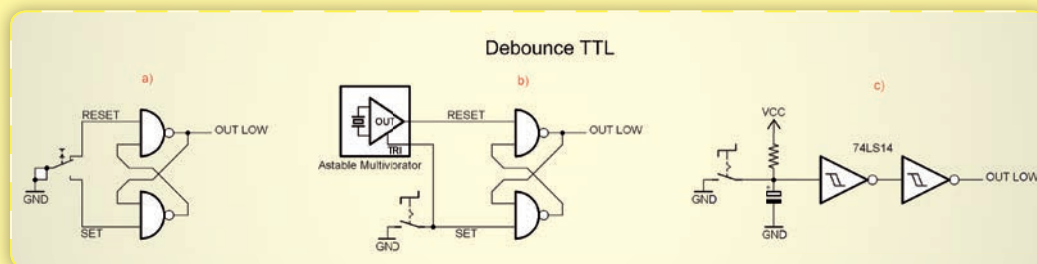 Debounce TTL
a)
RESET
OUT LOW
GND
SET
b)
OUT
TRI
Astable Multivibrator
RESET
OUT LOW
GND
SET
c)
VCC
74LS14
GND
+
GND
OUT LOW